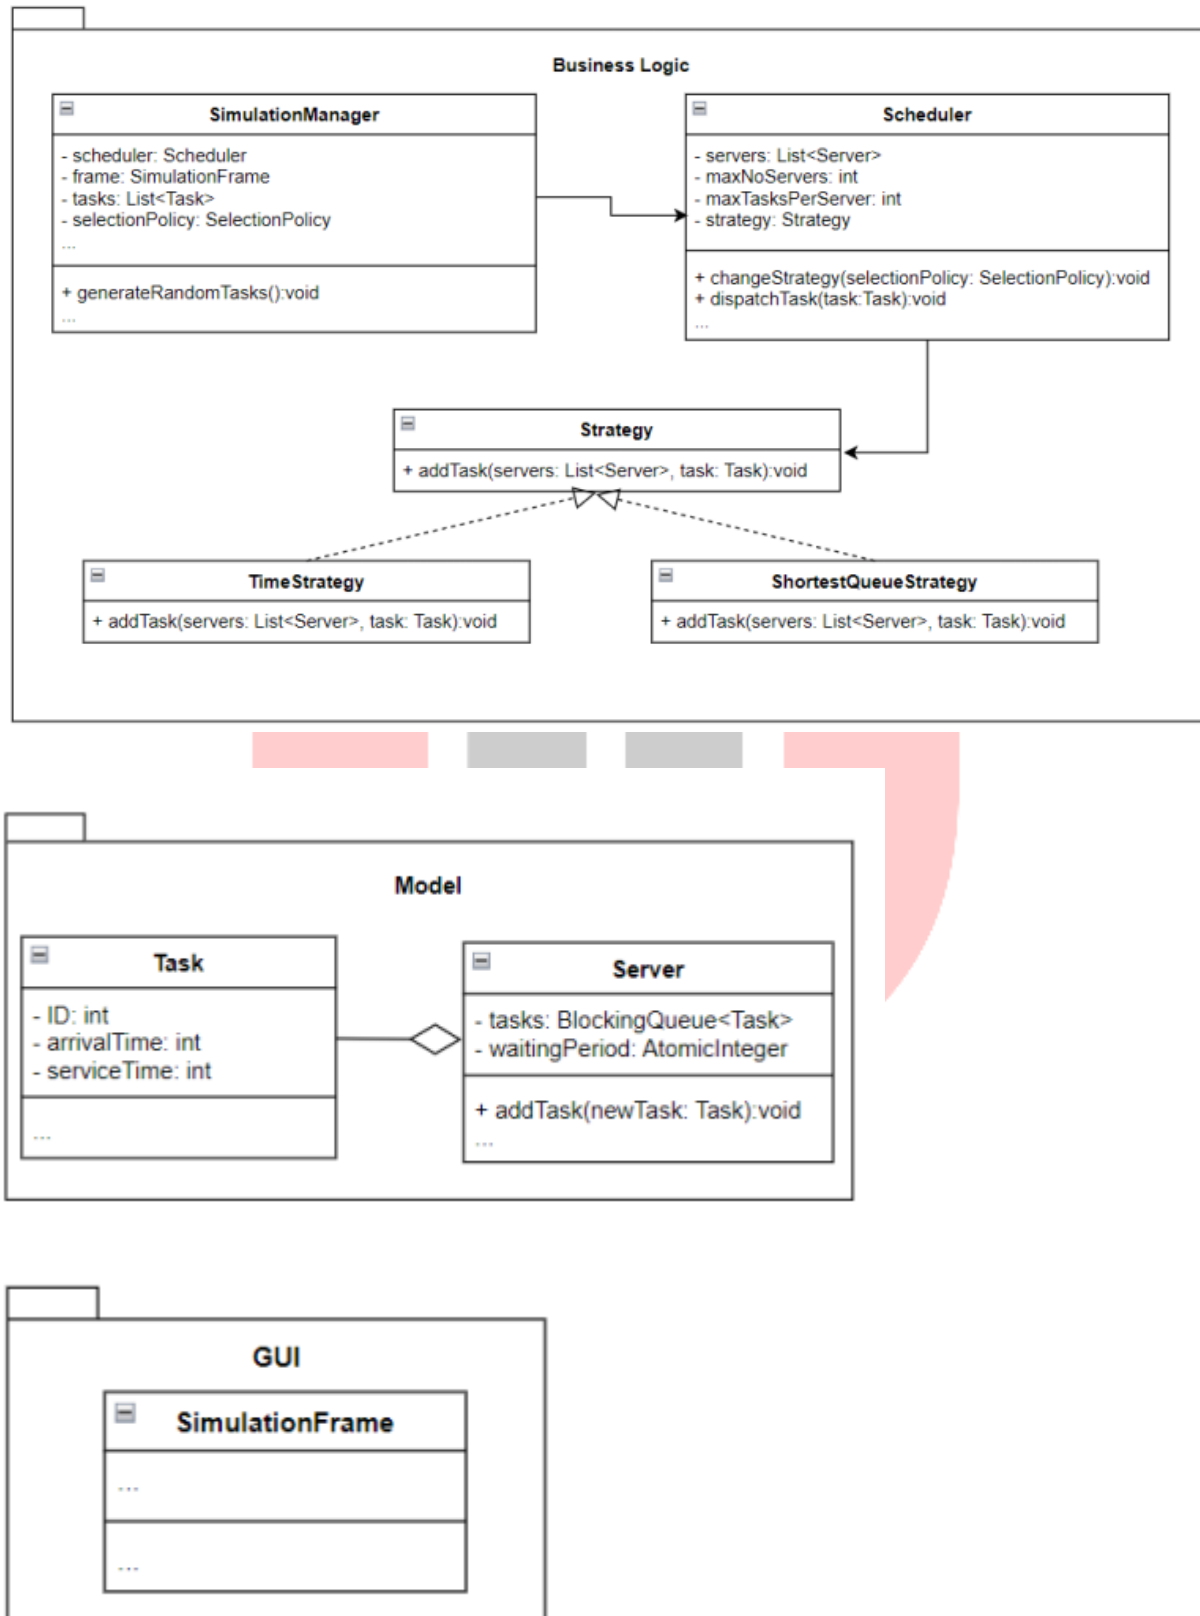 Business Logic
SimulationManager
- scheduler: Scheduler
- frame: SimulationFrame
- tasks: List<Task>
- selectionPolicy: SelectionPolicy
...
+ generateRandomTasks():void
...
Scheduler
- servers: List<Server>
- maxNoServers: int
- maxTasksPerServer: int
- strategy: Strategy
+ changeStrategy(selectionPolicy: SelectionPolicy):void
+ dispatchTask(task:Task):void
...
Strategy
+ addTask(servers: List<Server>, task: Task):void
TimeStrategy
+ addTask(servers: List<Server>, task: Task):void
ShortestQueueStrategy
+ addTask(servers: List<Server>, task: Task):void
Model
Task
- ID: int
- arrivalTime: int
- serviceTime: int
...
Server
- tasks: BlockingQueue<Task>
- waitingPeriod: AtomicInteger
+ addTask(newTask: Task):void
...
GUI
SimulationFrame
...
...